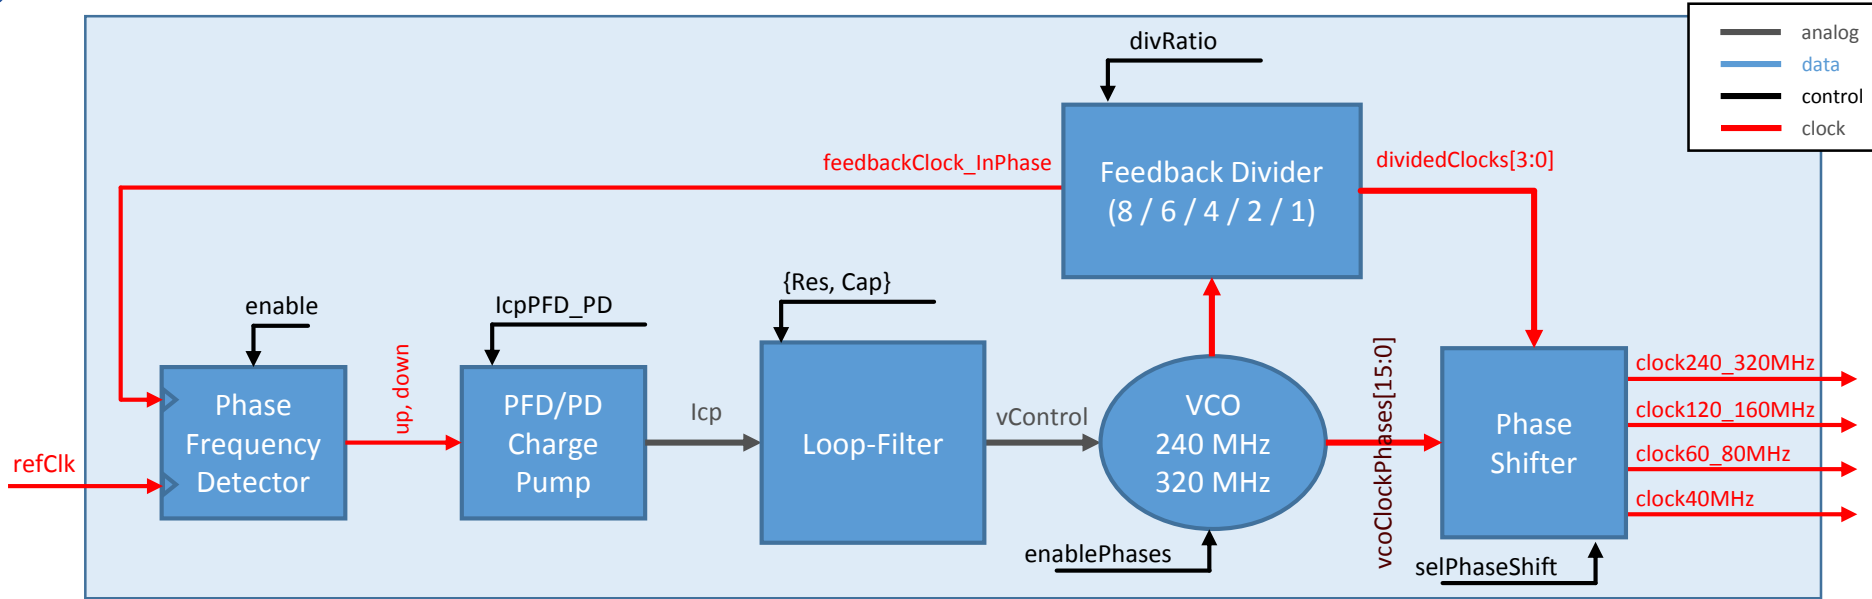 analog
data
control
clock
divRatio
feedbackClock_InPhase
Feedback Divider
(8 / 6 / 4 / 2 / 1)
dividedClocks[3:0]
enable
IcpPFD_PD
{Res, Cap}
refClk
Phase
Frequency
Detector
up, down
PFD/PD
Charge
Pump
Icp
Loop-Filter
vControl
VCO
240 MHz
320 MHz
enablePhases
vcoClockPhases[15:0]
Phase
Shifter
selPhaseShift
clock240_320MHz
clock120_160MHz
clock60_80MHz
clock40MHz